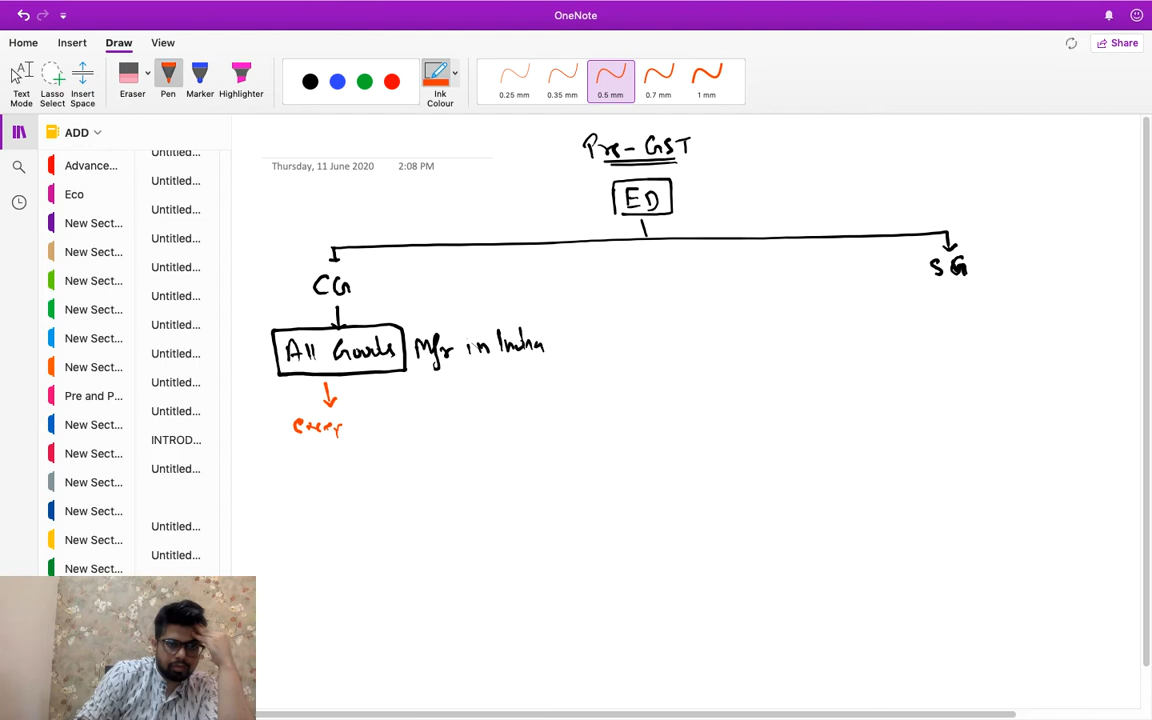 OneNote
Home Insert Draw View
Share
Text Mode
Lasso Select
Insert Space
Eraser
Pen
Marker
Highlighter
Ink Colour
0.25 mm 0.35 mm 0.5 mm 0.7 mm 1 mm
ADD
Advance...
Eco
New Sect...
New Sect...
New Sect...
New Sect...
New Sect...
New Sect...
Pre and P...
New Sect...
New Sect...
New Sect...
New Sect...
New Sect...
New Sect...
Untitled...
Untitled...
Untitled...
Untitled...
Untitled...
Untitled...
Untitled...
Untitled...
Untitled...
Untitled...
INTROD...
Untitled...
Untitled...
Untitled...
Thursday, 11 June 2020 2:08 PM
Pre-GST
ED
CG
SG
All Goods Mfr in India